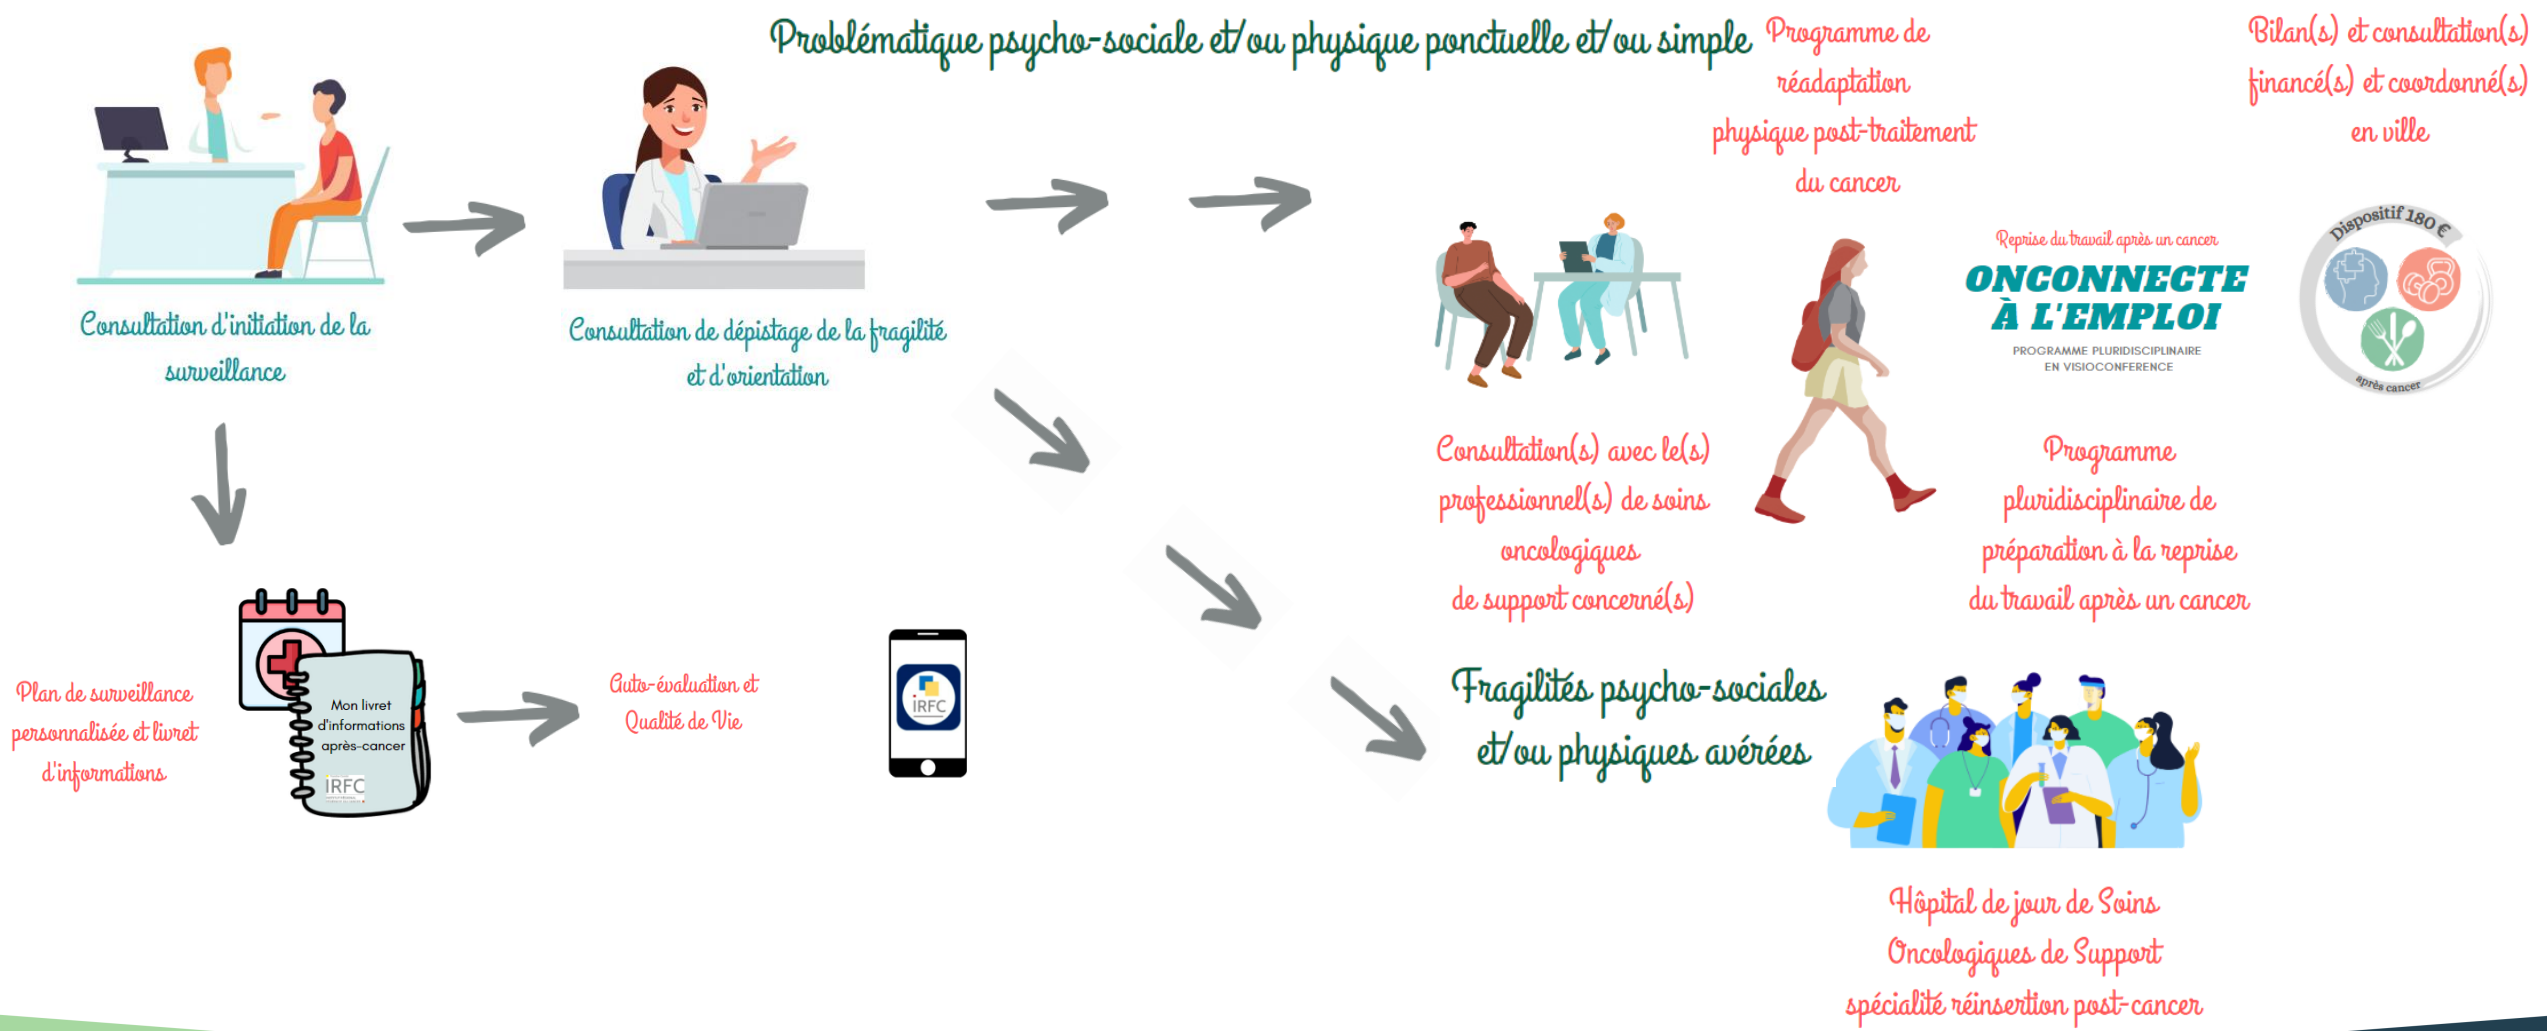 Problématique psycho-sociale et/ou physique ponctuelle et/ou simple
Programme de
réadaptation
physique post-traitement
du cancer
Bilan(s) et consultation(s)
financé(s) et coordonné(s)
en ville
Consultation d'initiation de la
surveillance
Consultation de dépistage de la fragilité
et d'orientation
Reprise du travail après un cancer
ONCONNECTE
À L'EMPLOI
PROGRAMME PLURIDISCIPLINAIRE
EN VISIOCONFERENCE
Dispositif 180 €
après cancer
Consultation(s) avec le(s)
professionnel(s) de soins
oncologiques
de support concerné(s)
Programme
pluridisciplinaire de
préparation à la reprise
du travail après un cancer
Plan de surveillance
personnalisée et livret
d'informations
Mon livret
d'informations
après-cancer
IRFC
Auto-évaluation et
Qualité de Vie
iRFC
Fragilités psycho-sociales
et/ou physiques avérées
Hôpital de jour de Soins
Oncologiques de Support
spécialité réinsertion post-cancer